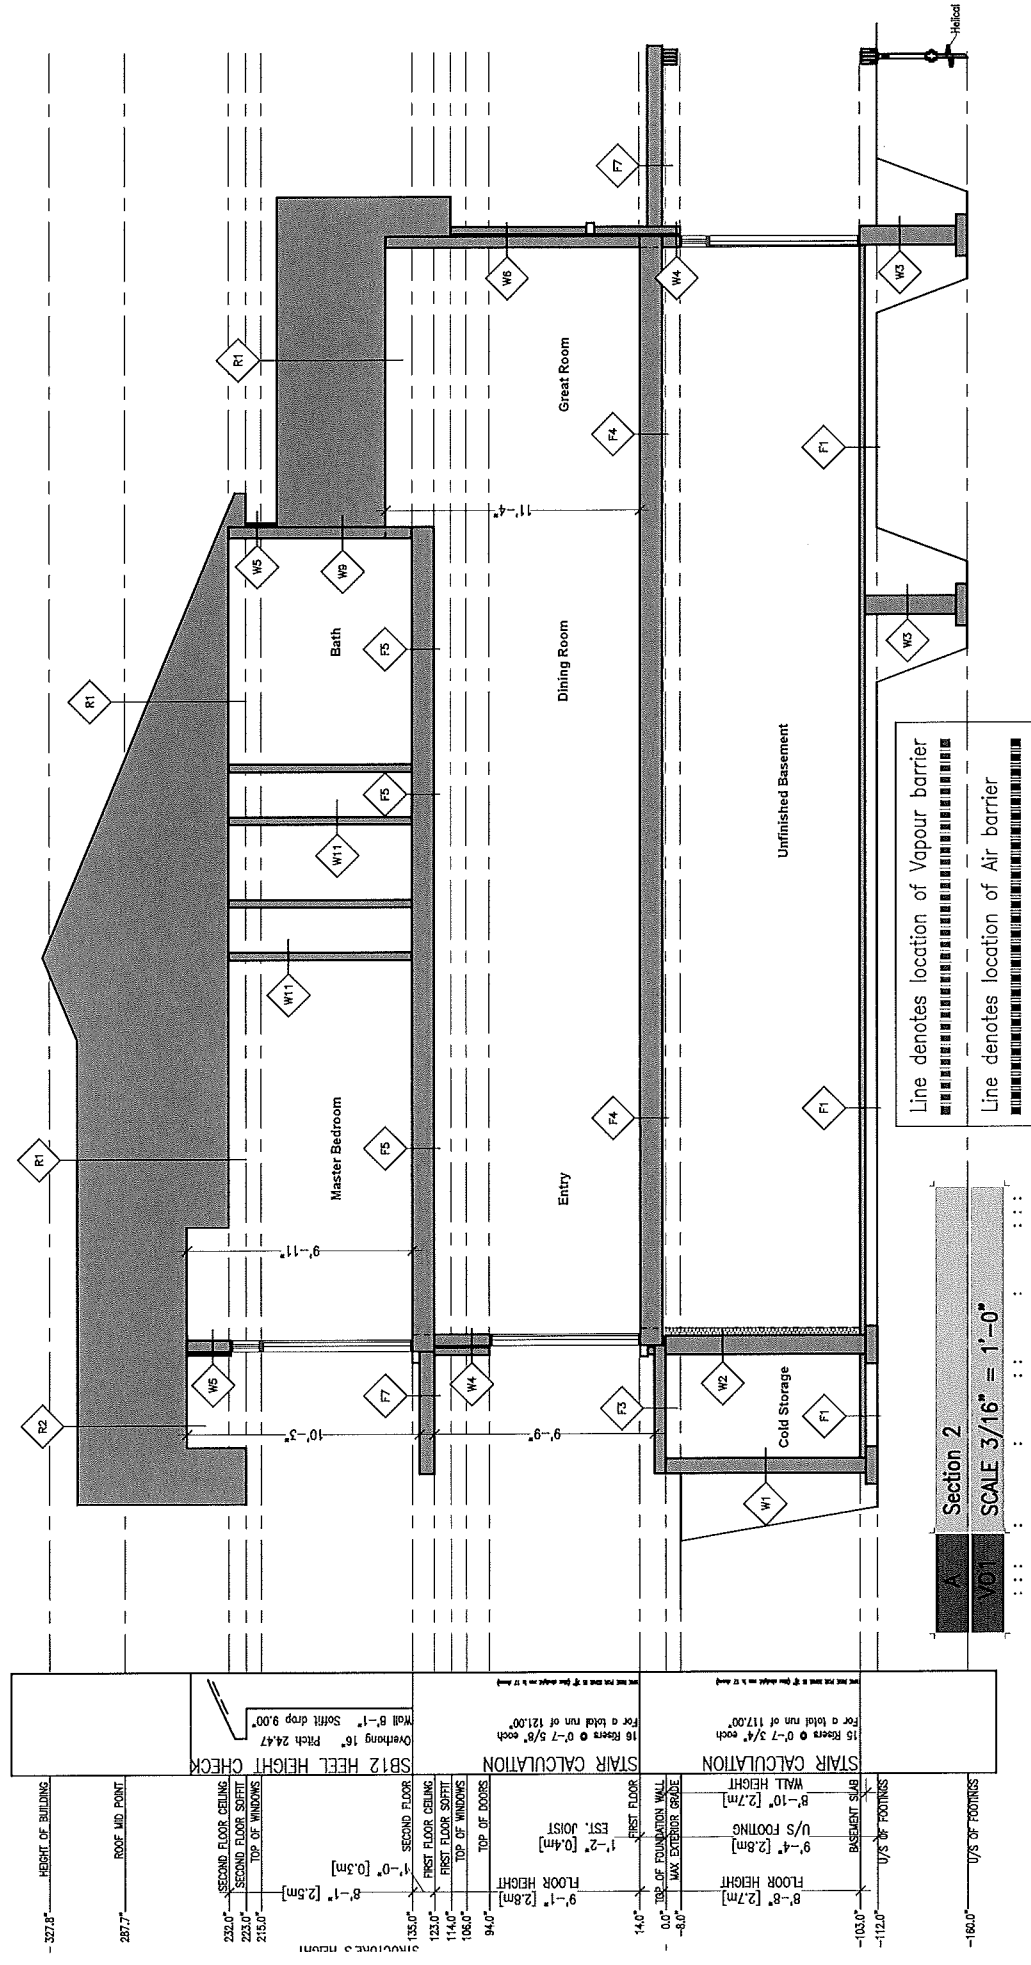 HEIGHT OF BUILDING
327.8"
ROOF MID POINT
287.7"
SECOND FLOOR CEILING
232.0"
SECOND FLOOR SOFFIT
223.0"
TOP OF WINDOWS
215.0"
SECOND FLOOR
135.0"
FIRST FLOOR CEILING
123.0"
FIRST FLOOR SOFFIT
114.0"
TOP OF WINDOWS
106.0"
TOP OF DOORS
94.0"
FIRST FLOOR
14.0"
TOP OF FOUNDATION WALL
0.0"
MAX EXTERIOR GRADE
-8.0"
BASEMENT SLAB
-103.0"
U/S OF FOOTINGS
-112.0"
U/S OF FOOTINGS
-160.0"
STRUCTURE'S HEIGHT
8'-1" [2.5m]
1'-0" [0.3m]
9'-1" [2.8m]
FLOOR HEIGHT
1'-2" [0.4m]
EST. JOIST
8'-8" [2.7m]
FLOOR HEIGHT
9'-4" [2.8m]
U/S FOOTING
8'-10" [2.7m]
WALL HEIGHT
SB12 HEEL HEIGHT CHECK
Overhang 16" Pitch 24.47
Wall 8'-1" Soffit drop 9.00"
STAIR CALCULATION
16 Risers @ 0'-7 5/8" each
For a total run of 121.00"
STAIR CALCULATION
15 Risers @ 0'-7 3/4" each
For a total run of 117.00"
R2
R1
R1
R1
W5
W5
W9
W11
W11
Master Bedroom
Bath
9'-11"
10'-3"
F7
F5
F5
F5
W4
W6
Entry
Dining Room
Great Room
9'-9"
11'-4"
F3
F4
F4
F7
W2
W4
Cold Storage
Unfinished Basement
W1
F1
F1
F1
W3
W3
Helical
A
Section 2
V01
SCALE 3/16" = 1'-0"
Line denotes location of Vapour barrier
Line denotes location of Air barrier